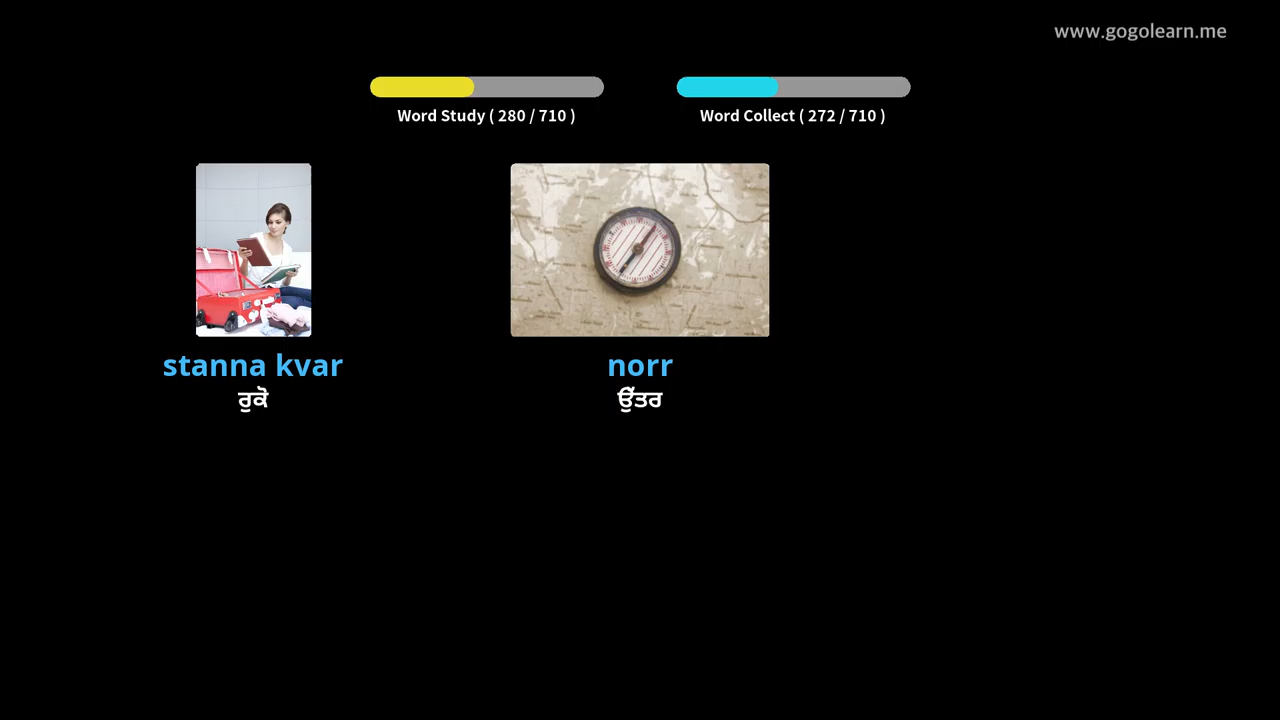 www.gogolearn.me
Word Study ( 280 / 710 )
Word Collect ( 272 / 710 )
stanna kvar
ਰੁਕੋ
norr
ਉੱਤਰ